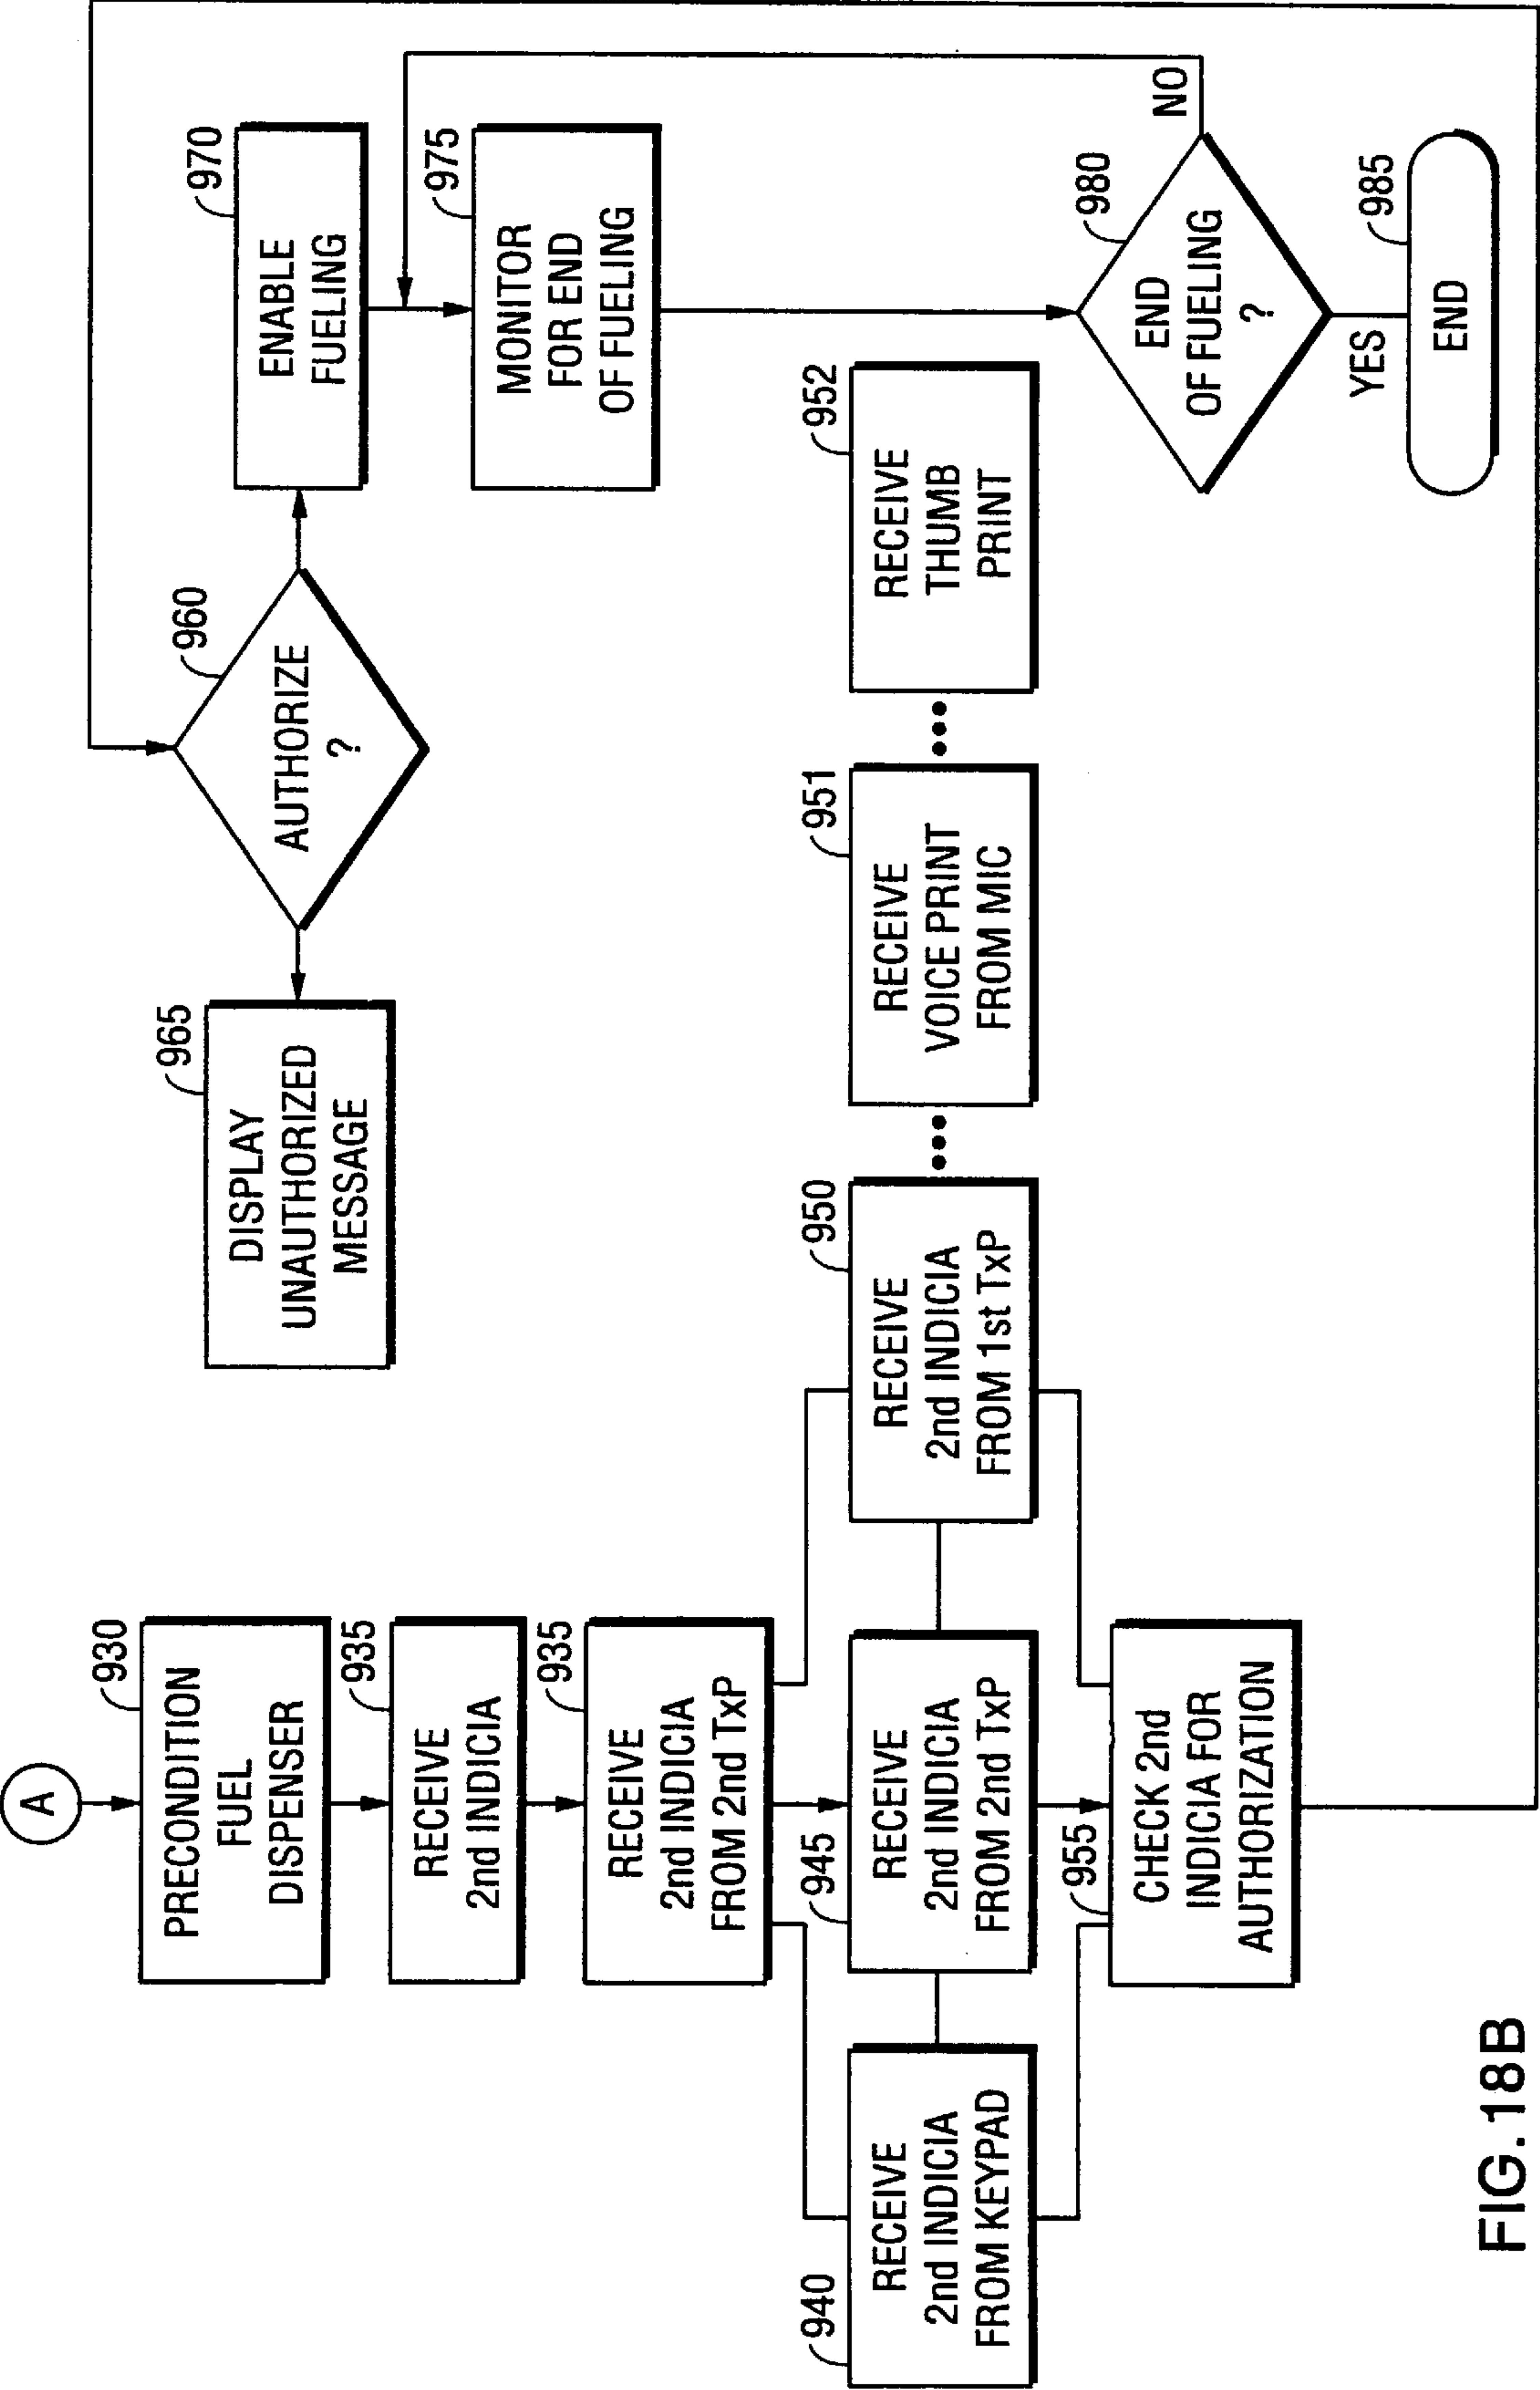 A
930
PRECONDITION
FUEL
DISPENSER
935
RECEIVE
2nd INDICIA
935
RECEIVE
2nd INDICIA
FROM 2nd TxP
940
RECEIVE
2nd INDICIA
FROM KEYPAD
945
RECEIVE
2nd INDICIA
FROM 2nd TxP
950
RECEIVE
2nd INDICIA
FROM 1st TxP
951
RECEIVE
VOICE PRINT
FROM MIC
952
RECEIVE
THUMB
PRINT
955
CHECK 2nd
INDICIA FOR
AUTHORIZATION
960
AUTHORIZE
?
965
DISPLAY
UNAUTHORIZED
MESSAGE
970
ENABLE
FUELING
975
MONITOR
FOR END
OF FUELING
980
END
OF FUELING
?
NO
YES
985
END
FIG. 18B